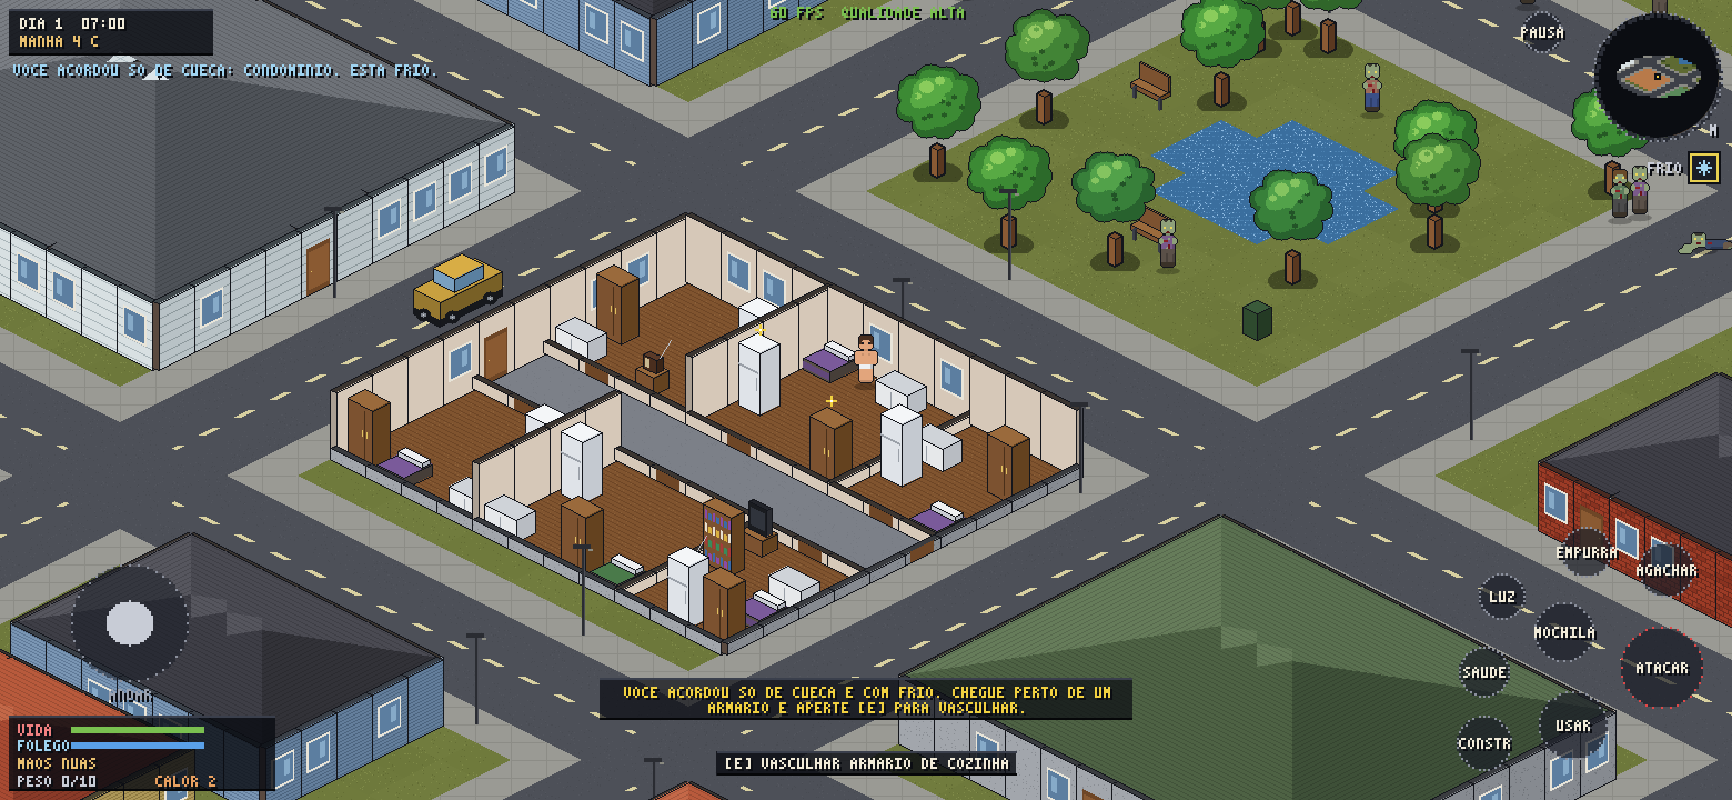 60 FPS QUALIDADE ALTA
DIA 1 07:00
MANHA 4 C
VOCE ACORDOU SO DE CUECA: CONDOMINIO. ESTA FRIO.
PAUSA
N
FRIO
EMPURRA
AGACHAR
LUZ
MOCHILA
ATACAR
SAUDE
USAR
CONSTR
VOCE ACORDOU SO DE CUECA E COM FRIO. CHEGUE PERTO DE UM
ARMARIO E APERTE [E] PARA VASCULHAR.
[E] VASCULHAR ARMARIO DE COZINHA
VIDA
FOLEGO
MAOS NUAS
PESO 0/10 CALOR 2